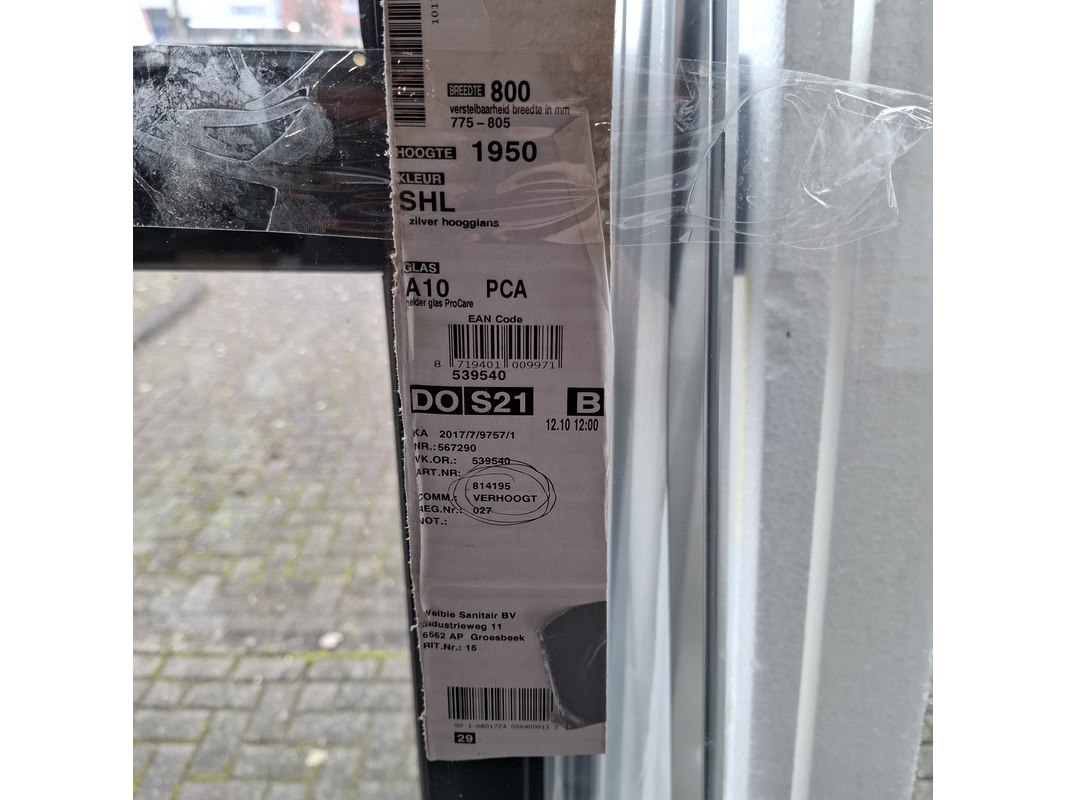 BREEDTE 800
verstelbaarheid breedte in mm
775-805
HOOGTE 1950
KLEUR
SHL
zilver hoogglans
GLAS
A10 PCA
helder glas ProCare
EAN Code
8 719401 009971
539540
DO S21 B
12.10 12:00
KA 2017/7/9757/1
NR.: 567290
VK.OR.: 539540
ART.NR:
814195
COMM.: VERHOOGT
REG.Nr.: 027
NOT.:
Welbie Sanitair BV
Industrieweg 11
6562 AP Groesbeek
RIT.Nr.: 15
29